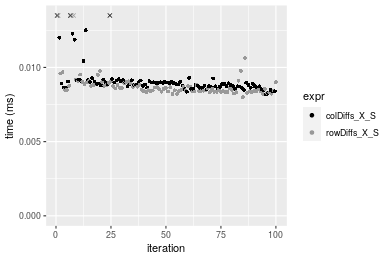 0.010
0.005
0.000
time (ms)
0
25
50
75
100
iteration
expr
colDiffs_X_S
rowDiffs_X_S